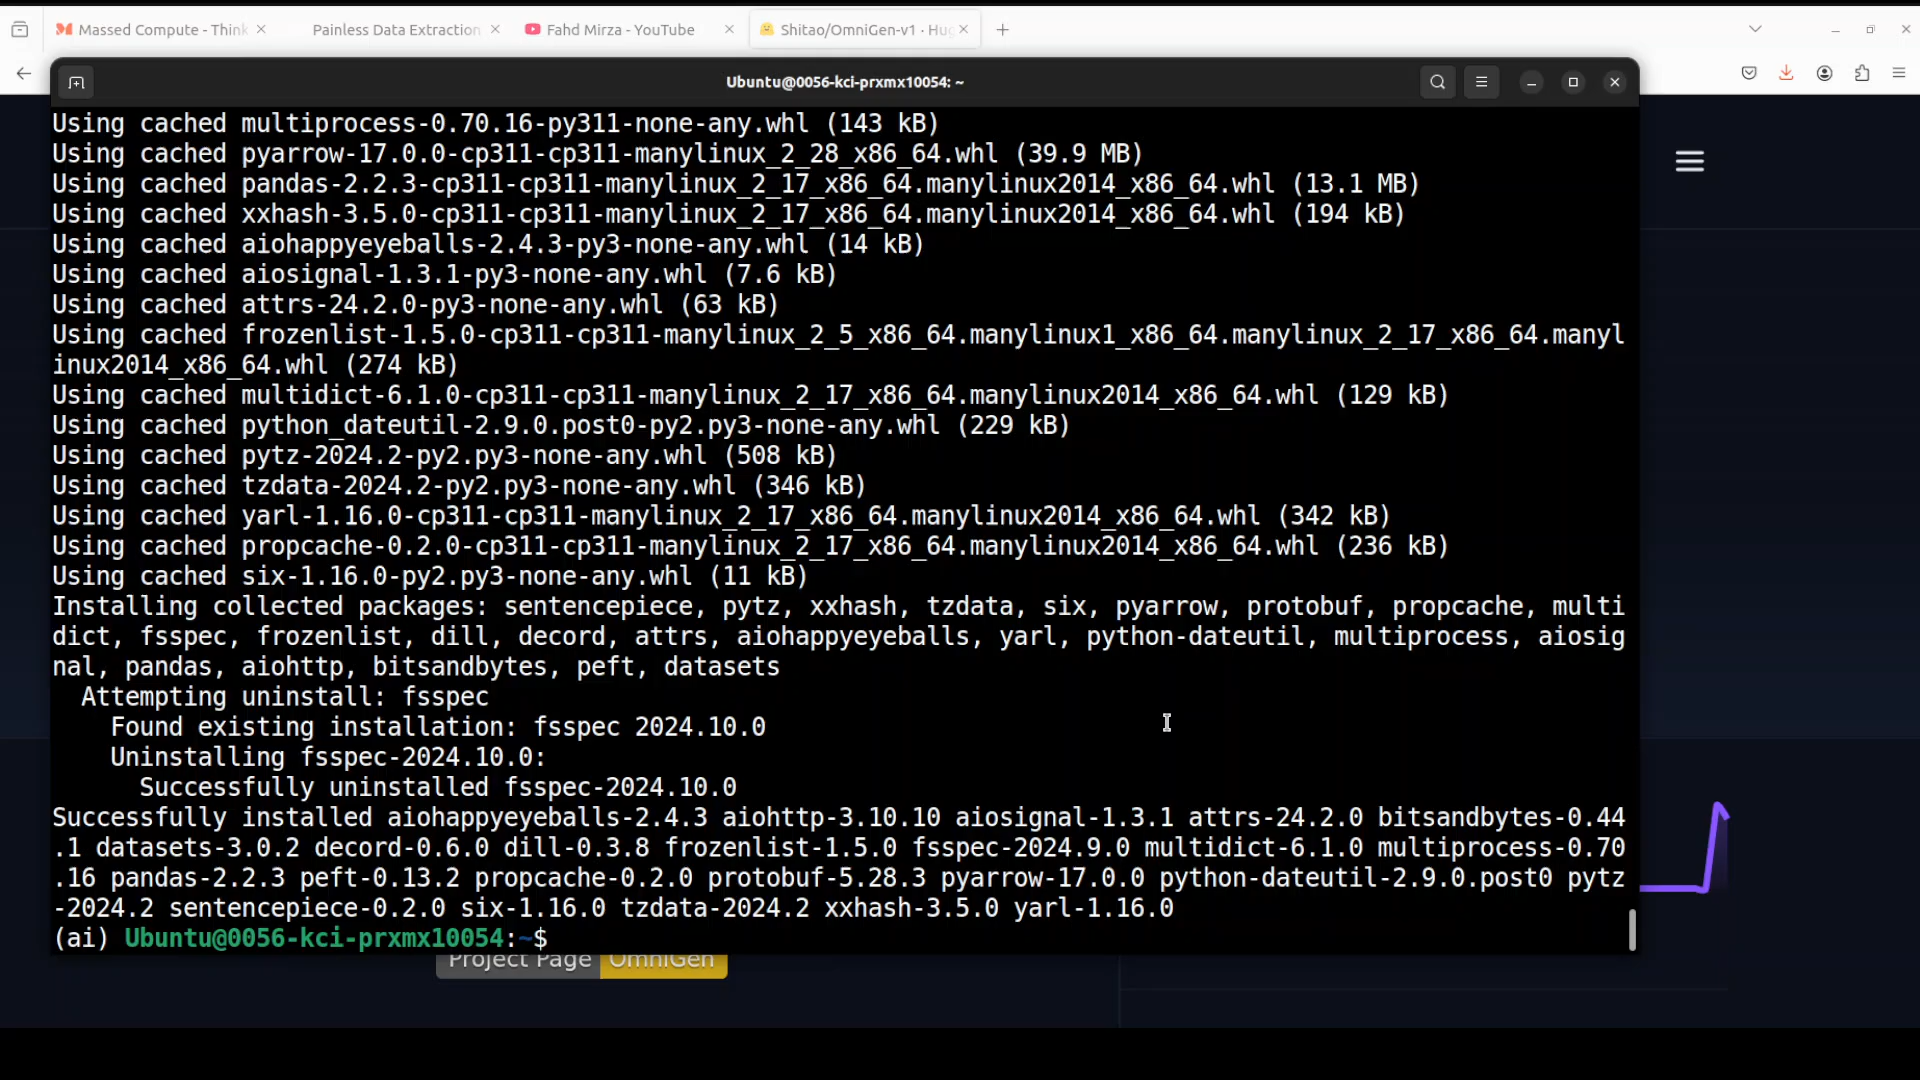 Massed Compute - Think
Painless Data Extraction
Fahd Mirza - YouTube
Shitao/OmniGen-v1 · Hug
Ubuntu@0056-kci-prxmx10054: ~
Using cached multiprocess-0.70.16-py311-none-any.whl (143 kB)
Using cached pyarrow-17.0.0-cp311-cp311-manylinux_2_28_x86_64.whl (39.9 MB)
Using cached pandas-2.2.3-cp311-cp311-manylinux_2_17_x86_64.manylinux2014_x86_64.whl (13.1 MB)
Using cached xxhash-3.5.0-cp311-cp311-manylinux_2_17_x86_64.manylinux2014_x86_64.whl (194 kB)
Using cached aiohappyeyeballs-2.4.3-py3-none-any.whl (14 kB)
Using cached aiosignal-1.3.1-py3-none-any.whl (7.6 kB)
Using cached attrs-24.2.0-py3-none-any.whl (63 kB)
Using cached frozenlist-1.5.0-cp311-cp311-manylinux_2_5_x86_64.manylinux1_x86_64.manylinux_2_17_x86_64.manyl
inux2014_x86_64.whl (274 kB)
Using cached multidict-6.1.0-cp311-cp311-manylinux_2_17_x86_64.manylinux2014_x86_64.whl (129 kB)
Using cached python_dateutil-2.9.0.post0-py2.py3-none-any.whl (229 kB)
Using cached pytz-2024.2-py2.py3-none-any.whl (508 kB)
Using cached tzdata-2024.2-py2.py3-none-any.whl (346 kB)
Using cached yarl-1.16.0-cp311-cp311-manylinux_2_17_x86_64.manylinux2014_x86_64.whl (342 kB)
Using cached propcache-0.2.0-cp311-cp311-manylinux_2_17_x86_64.manylinux2014_x86_64.whl (236 kB)
Using cached six-1.16.0-py2.py3-none-any.whl (11 kB)
Installing collected packages: sentencepiece, pytz, xxhash, tzdata, six, pyarrow, protobuf, propcache, multi
dict, fsspec, frozenlist, dill, decord, attrs, aiohappyeyeballs, yarl, python-dateutil, multiprocess, aiosig
nal, pandas, aiohttp, bitsandbytes, peft, datasets
Attempting uninstall: fsspec
Found existing installation: fsspec 2024.10.0
Uninstalling fsspec-2024.10.0:
Successfully uninstalled fsspec-2024.10.0
Successfully installed aiohappyeyeballs-2.4.3 aiohttp-3.10.10 aiosignal-1.3.1 attrs-24.2.0 bitsandbytes-0.44
.1 datasets-3.0.2 decord-0.6.0 dill-0.3.8 frozenlist-1.5.0 fsspec-2024.9.0 multidict-6.1.0 multiprocess-0.70
.16 pandas-2.2.3 peft-0.13.2 propcache-0.2.0 protobuf-5.28.3 pyarrow-17.0.0 python-dateutil-2.9.0.post0 pytz
-2024.2 sentencepiece-0.2.0 six-1.16.0 tzdata-2024.2 xxhash-3.5.0 yarl-1.16.0
(ai) Ubuntu@0056-kci-prxmx10054:~$
Project Page OmniGen